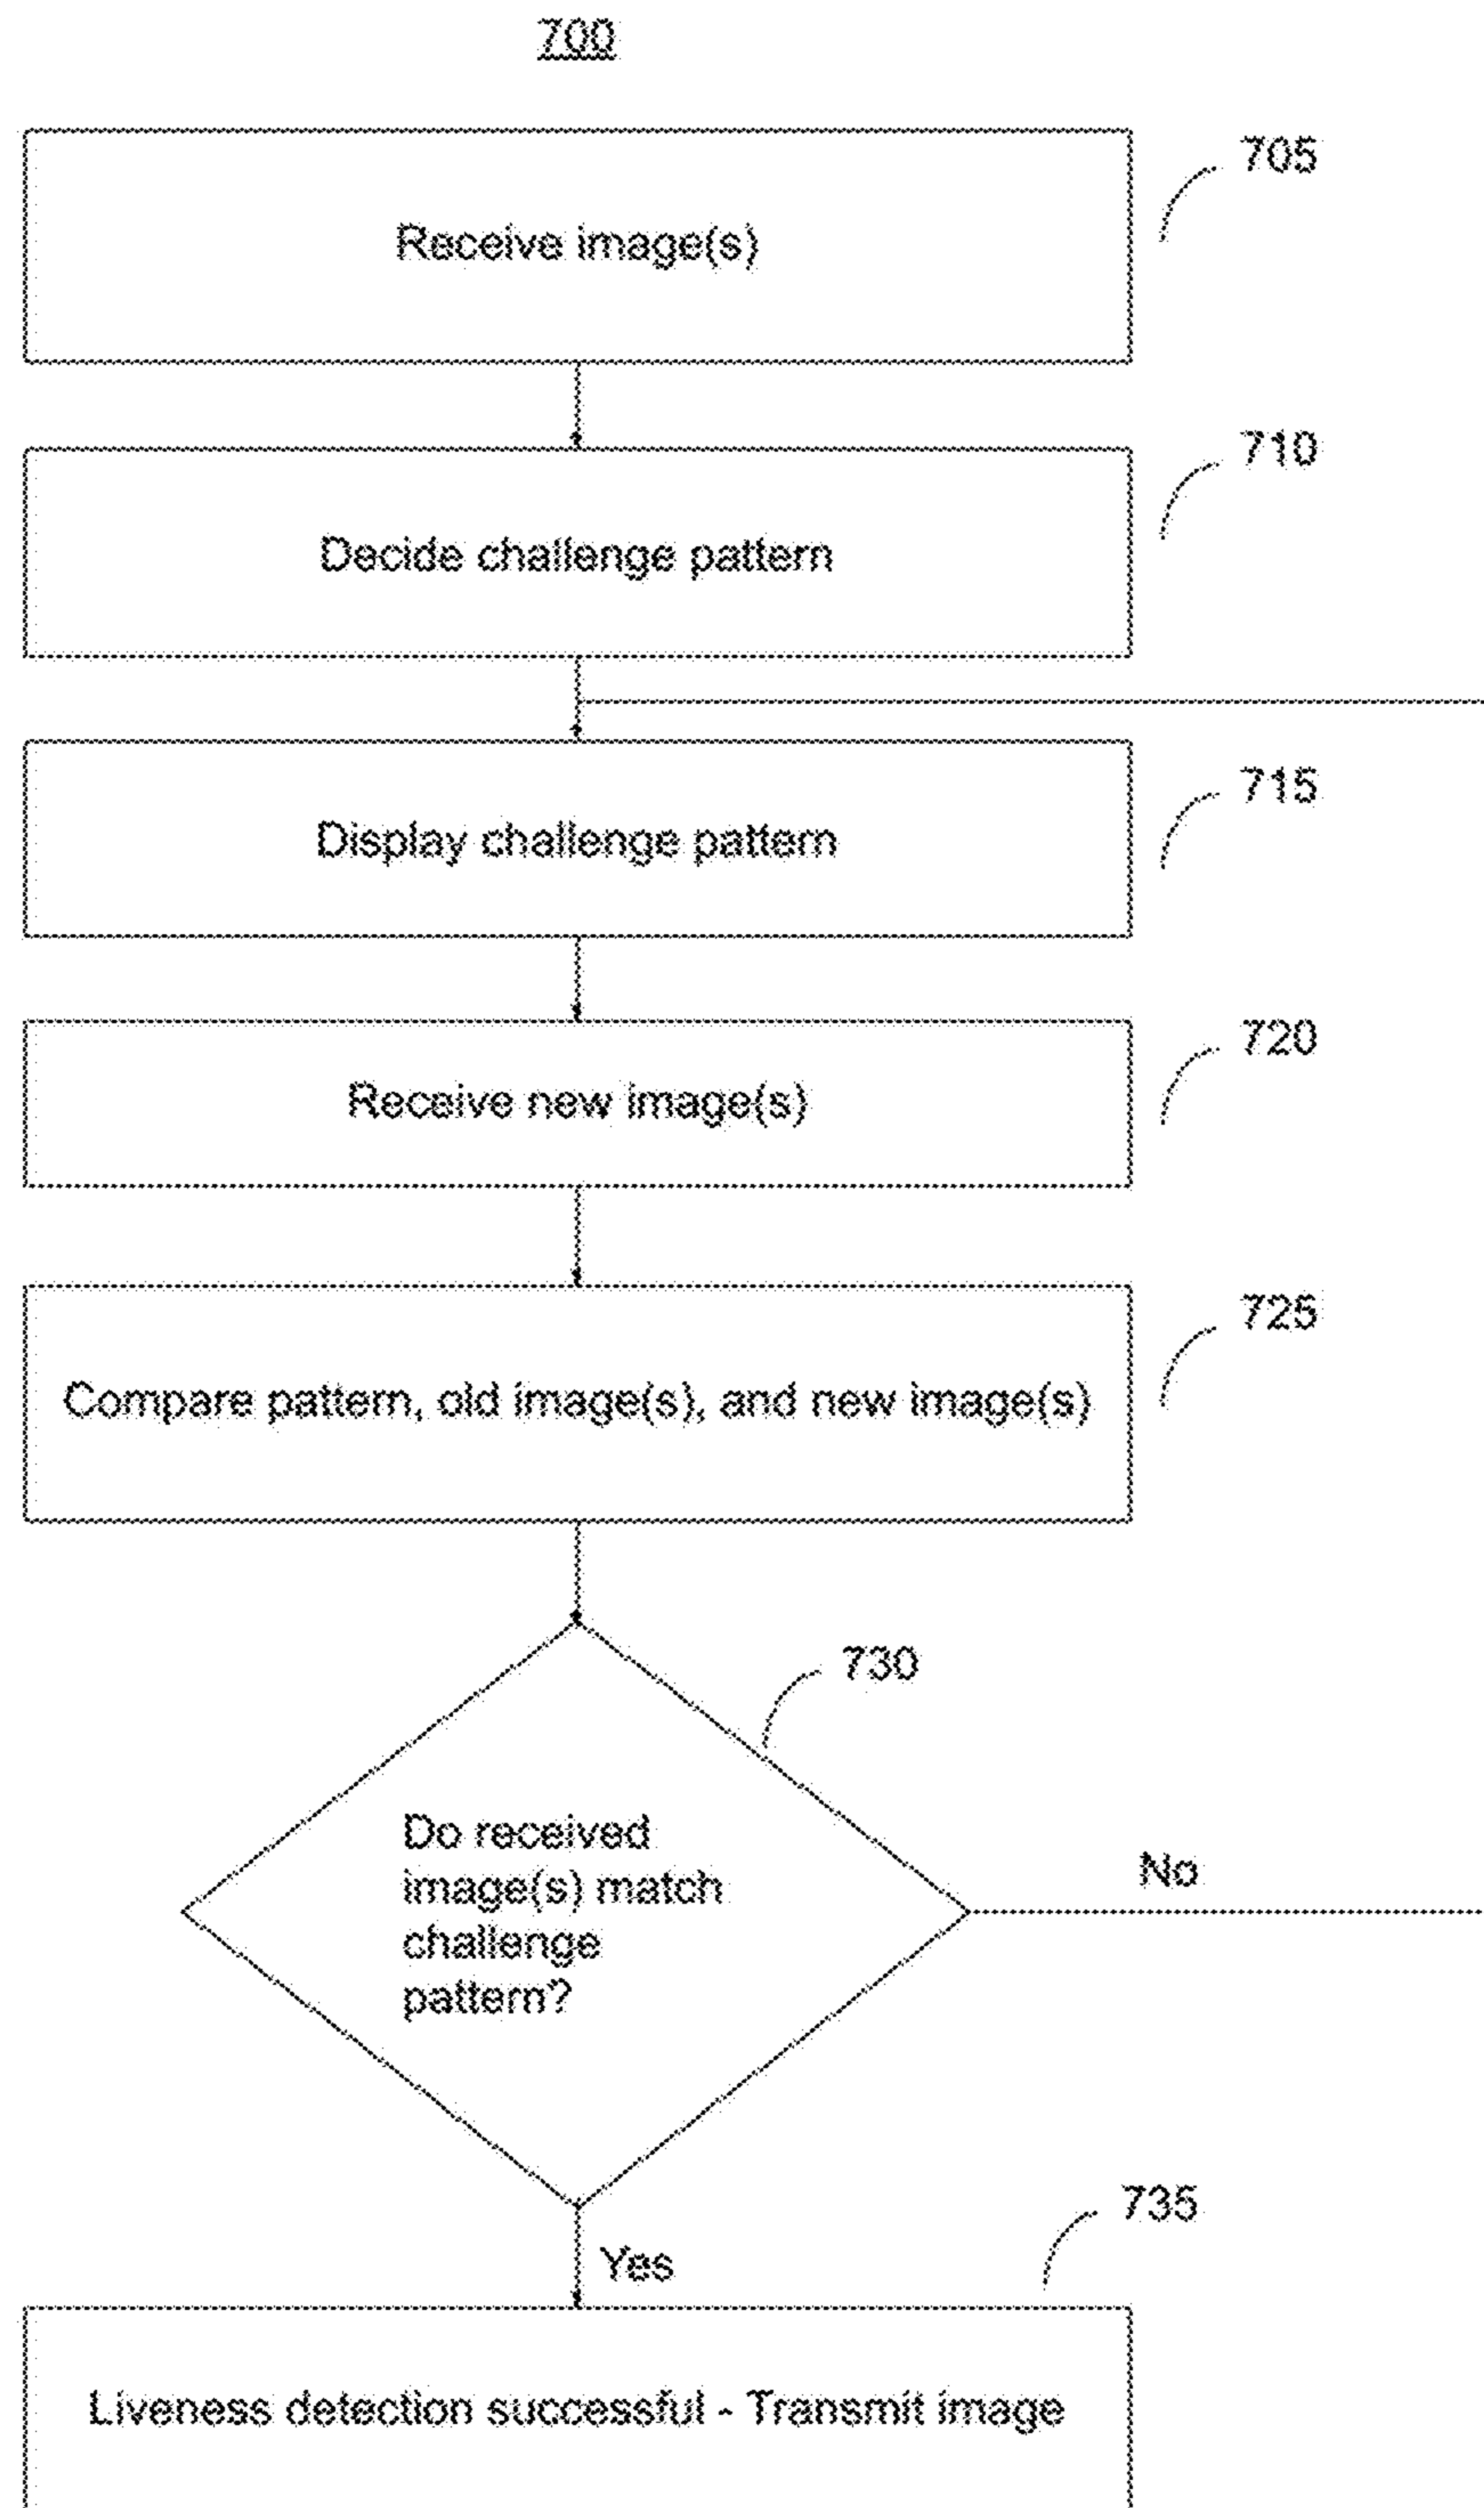 700
705
Receive image(s)
710
Decide challenge pattern
715
Display challenge pattern
720
Receive new image(s)
725
Compare pattern, old image(s), and new image(s)
730
Do received
image(s) match
challenge
pattern?
No
735
Yes
Liveness detection successful - Transmit image